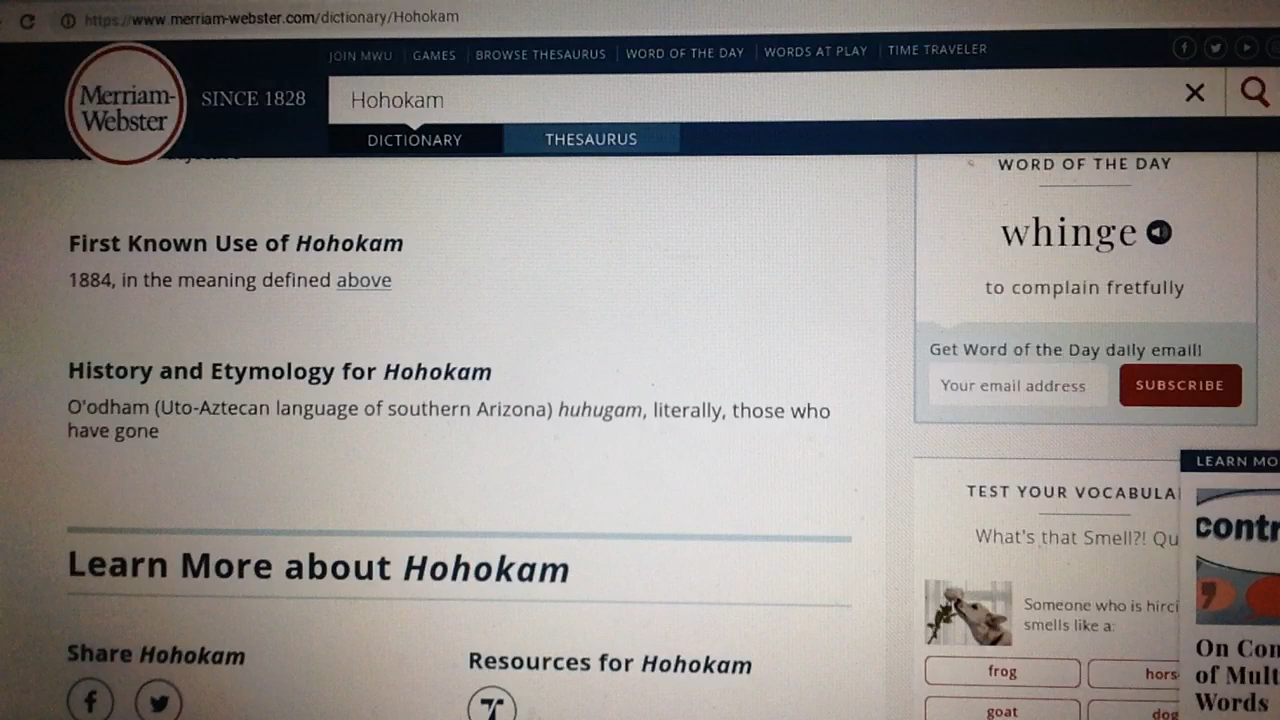 https://www.merriam-webster.com/dictionary/Hohokam
JOIN MWU GAMES BROWSE THESAURUS WORD OF THE DAY WORDS AT PLAY TIME TRAVELER
Merriam-
Webster
SINCE 1828
Hohokam
DICTIONARY THESAURUS
First Known Use of Hohokam
1884, in the meaning defined above
History and Etymology for Hohokam
O'odham (Uto-Aztecan language of southern Arizona) huhugam, literally, those who
have gone
Learn More about Hohokam
Share Hohokam
Resources for Hohokam
WORD OF THE DAY
whinge
to complain fretfully
Get Word of the Day daily email!
Your email address SUBSCRIBE
TEST YOUR VOCABULA
What's that Smell?! Qu
Someone who is hirci
smells like a:
frog hors
goat dog
LEARN MO
contr
On Con
of Mult
Words